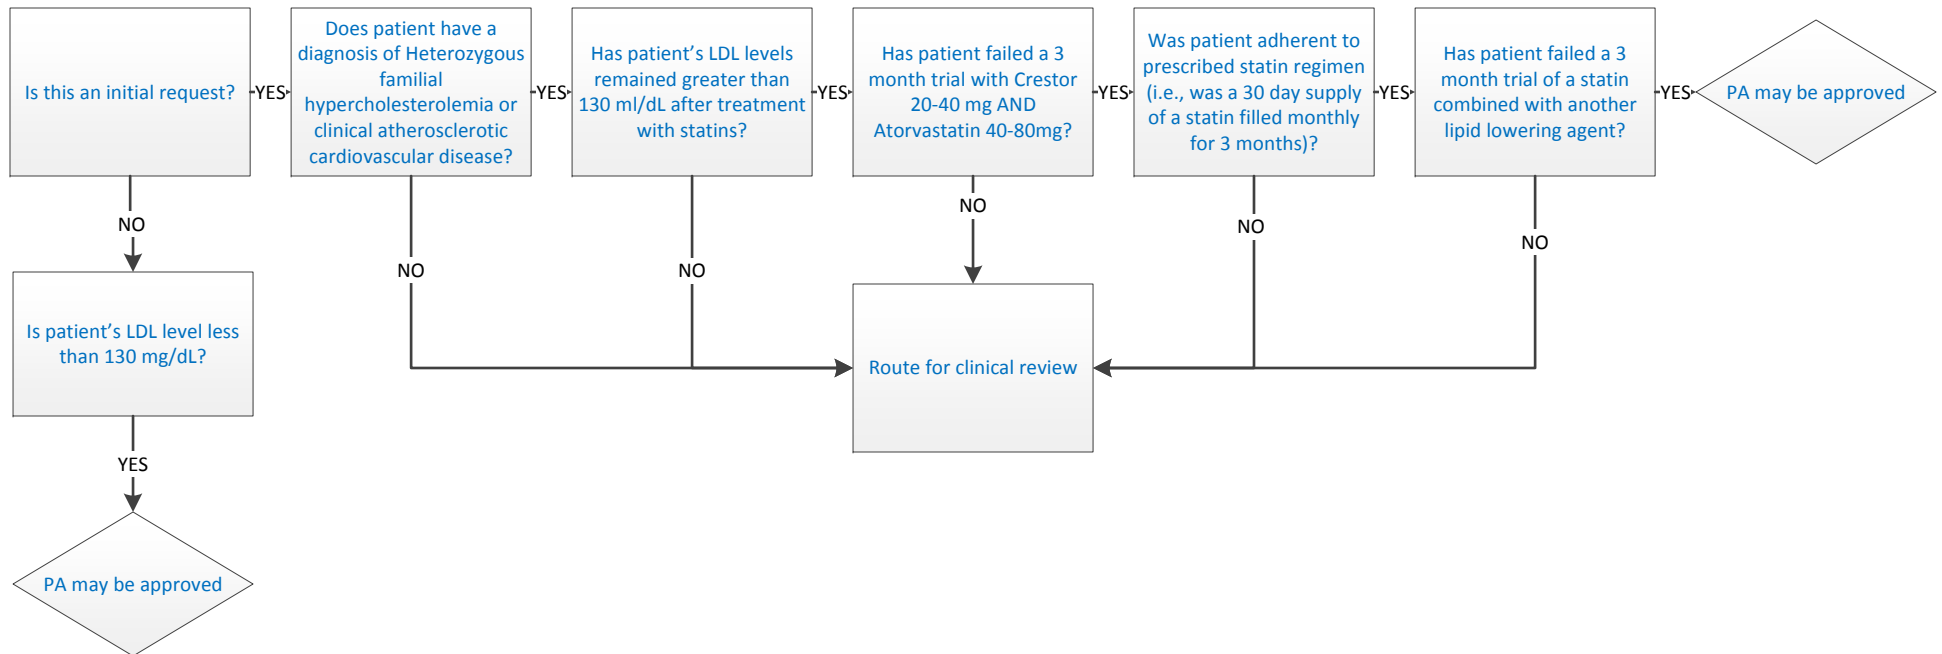 Is this an initial request?
YES
Does patient have a
diagnosis of Heterozygous
familial
hypercholesterolemia or
clinical atherosclerotic
cardiovascular disease?
YES
Has patient's LDL levels
remained greater than
130 ml/dL after treatment
with statins?
YES
Has patient failed a 3
month trial with Crestor
20-40 mg AND
Atorvastatin 40-80mg?
YES
Was patient adherent to
prescribed statin regimen
(i.e., was a 30 day supply
of a statin filled monthly
for 3 months)?
YES
Has patient failed a 3
month trial of a statin
combined with another
lipid lowering agent?
YES
PA may be approved
NO
NO
NO
NO
NO
NO
Is patient's LDL level less
than 130 mg/dL?
Route for clinical review
YES
PA may be approved